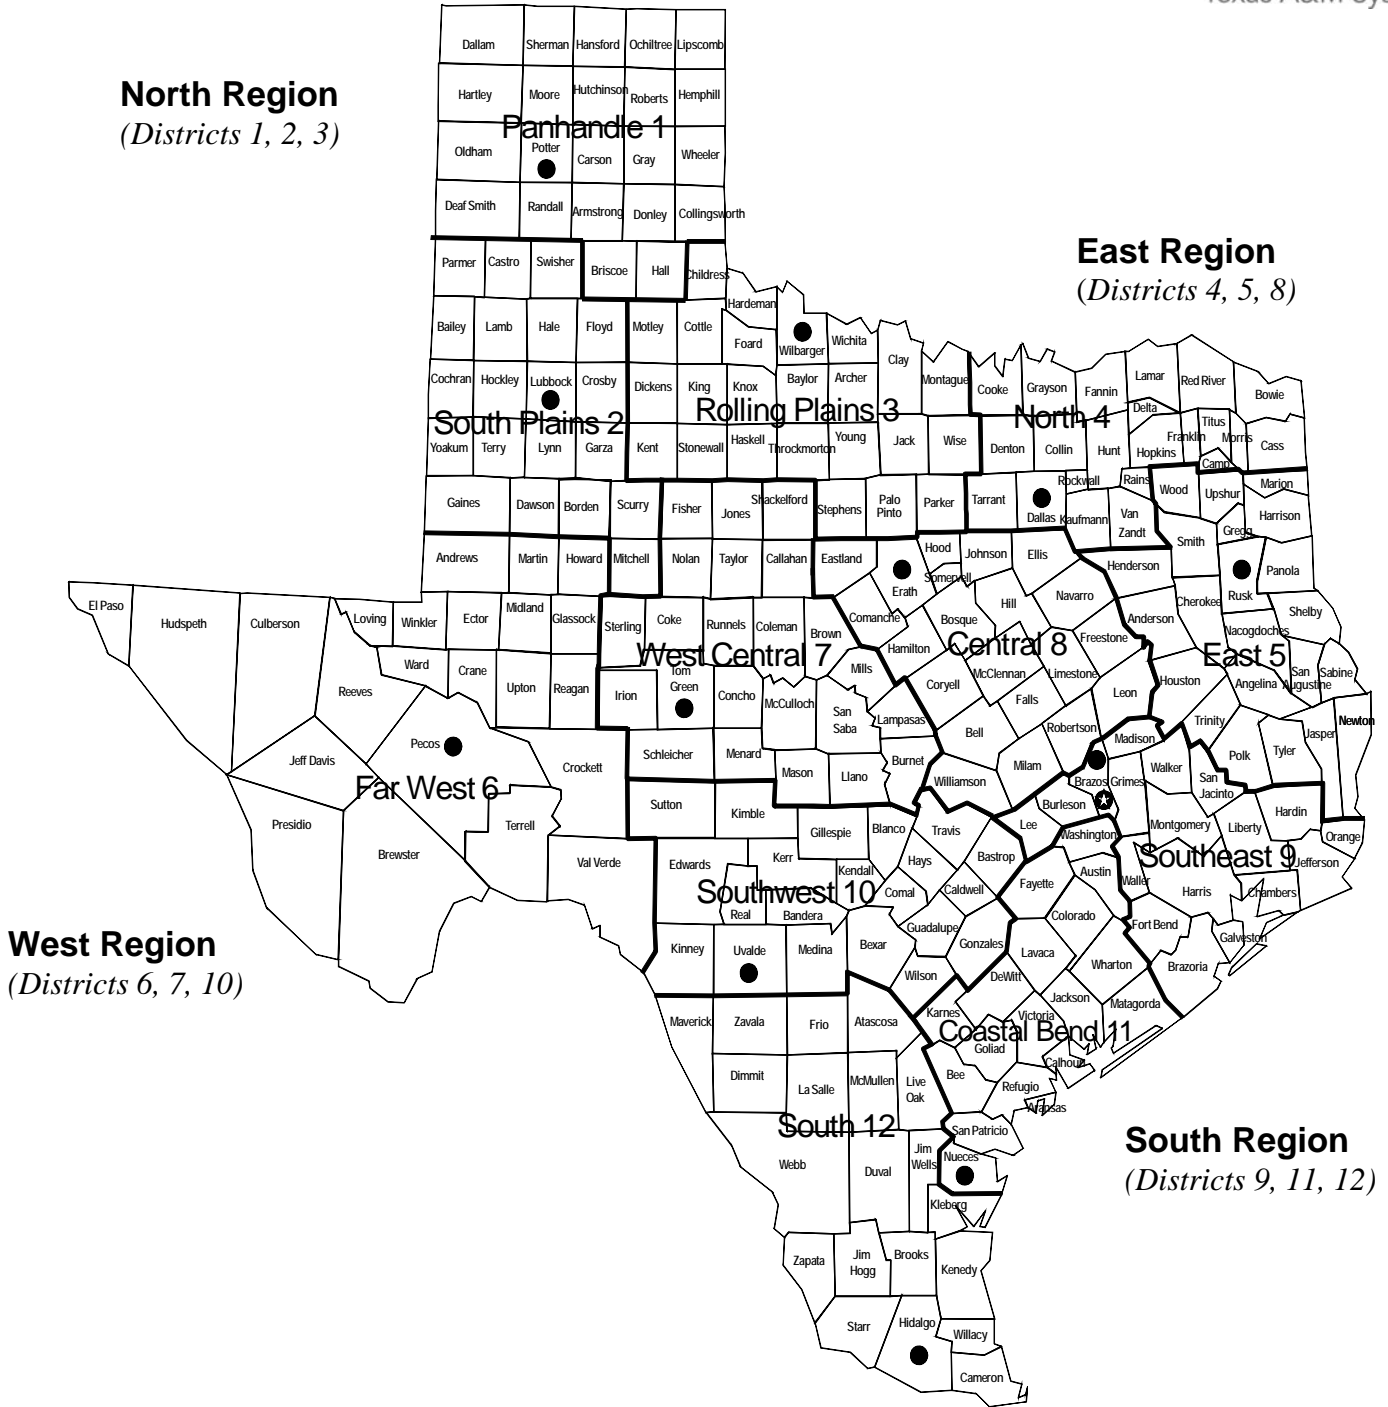 Dallam Sherman Hansford Ochiltree Lipscomb
North Region
Hartley Moore Hutchinson Roberts Hemphill
(Districts 1, 2, 3)
Panhandle 1
Oldham Potter Carson Gray Wheeler
Deaf Smith Randall Armstrong Donley Collingsworth
East Region
(Districts 4, 5, 8)
Parmer Castro Swisher Briscoe Hall Childress
Hardeman
Bailey Lamb Hale Floyd Motley Cottle Foard Wilbarger Wichita Clay
Cochran Hockley Lubbock Crosby Dickens King Knox Baylor Archer Montague Cooke Grayson Fannin Lamar Red River Bowie
South Plains 2 Rolling Plains 3 North 4
Delta Titus Morris Cass
Yoakum Terry Lynn Garza Kent Stonewall Haskell Throckmorton Young Jack Wise Denton Collin Hunt Hopkins Franklin Camp
Gaines Dawson Borden Scurry Fisher Jones Shackelford Stephens Palo Pinto Parker Tarrant Dallas Rockwall Kaufmann Rains Van Zandt Wood Upshur Marion Harrison
Andrews Martin Howard Mitchell Nolan Taylor Callahan Eastland Erath Hood Somervell Johnson Ellis Henderson Smith Gregg Rusk Panola
El Paso Hudspeth Culberson Loving Winkler Ector Midland Glassock Sterling Coke Runnels Coleman Brown Comanche Hamilton Bosque Hill Navarro Freestone Anderson Cherokee Nacogdoches Shelby
West Central 7 Central 8 East 5
Reeves Ward Crane Upton Reagan Irion Tom Green Concho McCulloch San Saba Mills Lampasas Coryell McClennan Limestone Falls Leon Houston Angelina San Augustine Sabine
Jeff Davis Pecos Crockett Schleicher Menard Mason Llano Burnet Bell Milam Robertson Madison Trinity Polk Tyler Jasper Newton
Far West 6
Presidio Brewster Terrell Val Verde Sutton Kimble Gillespie Blanco Williamson Travis Lee Burleson Brazos Grimes Walker San Jacinto Hardin Orange
Edwards Kerr Kendall Hays Bastrop Washington Montgomery Liberty Jefferson
Southeast 9
Southwest 10
Real Bandera Comal Caldwell Fayette Austin Waller Harris Chambers
West Region
(Districts 6, 7, 10)
Kinney Uvalde Medina Bexar Guadalupe Gonzales Lavaca Colorado Fort Bend Galveston
Wilson DeWitt Wharton Brazoria
Maverick Zavala Frio Atascosa Karnes Victoria Jackson Matagorda
Coastal Bend 11
Goliad Calhoun
Dimmit La Salle McMullen Live Oak Bee Refugio Aransas
South 12
San Patricio
South Region
(Districts 9, 11, 12)
Webb Duval Jim Wells Nueces
Kleberg
Zapata Jim Hogg Brooks Kenedy
Starr Hidalgo Willacy
Cameron